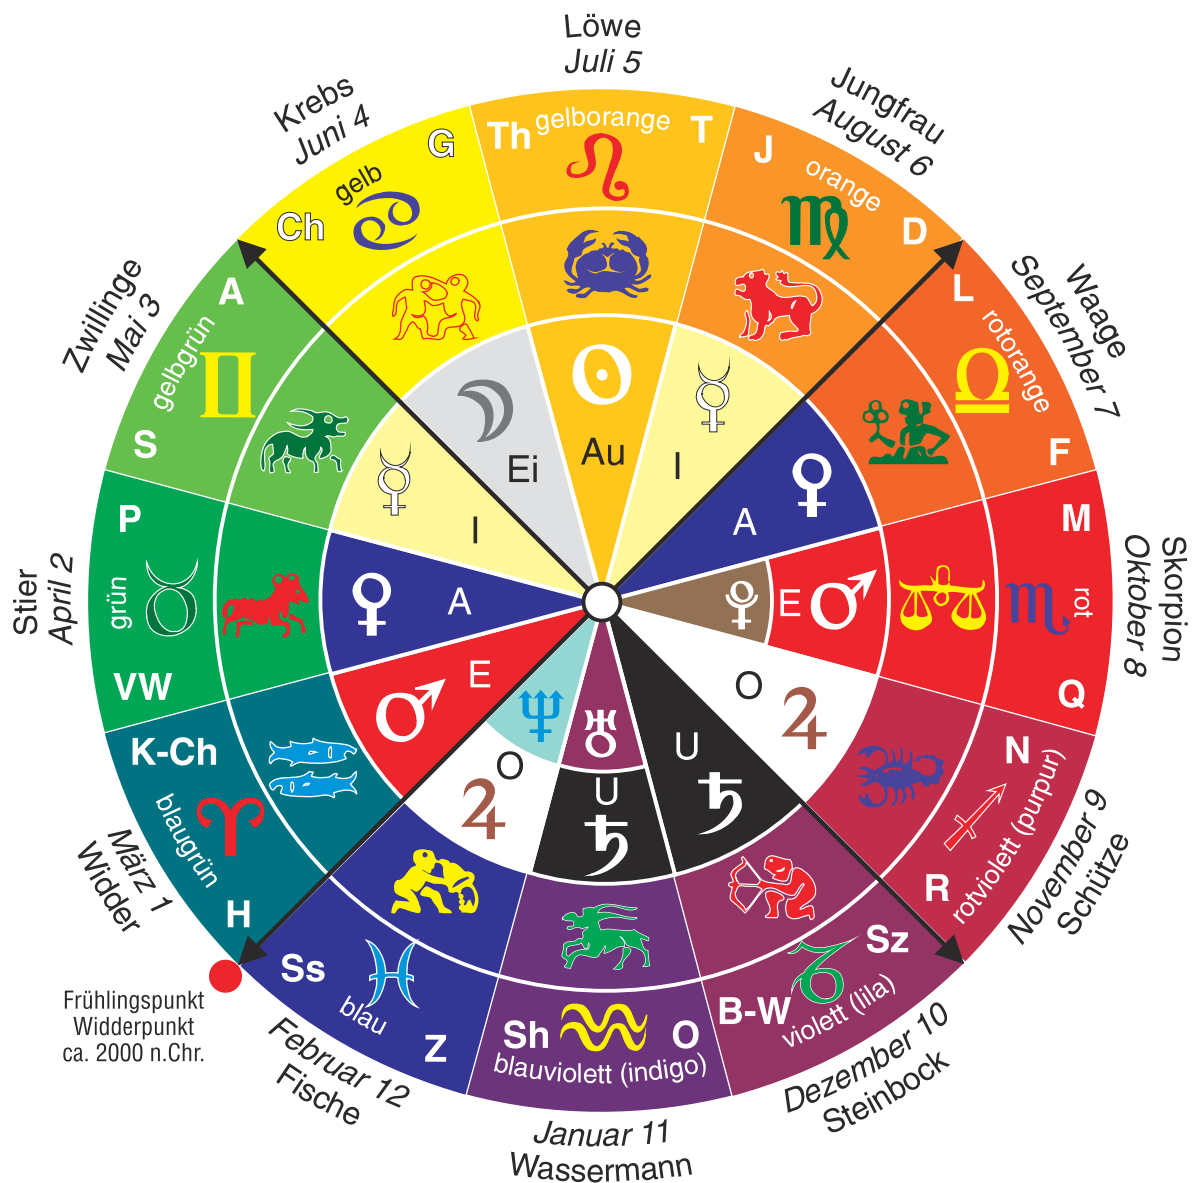 Löwe
Juli 5
Jungfrau
August 6
Waage
September 7
Skorpion
Oktober 8
November 9
Schütze
Dezember 10
Steinbock
Januar 11
Wassermann
Februar 12
Fische
März 1
Widder
Frühlingspunkt
Widderpunkt
ca. 2000 n.Chr.
Stier
April 2
Zwillinge
Mai 3
Krebs
Juni 4
Th gelborange T
J orange D
L rotorange F
M rot Q
N rotviolett (purpur) R
Sz
B-W violett (lila)
Sh O
blauviolett (indigo)
Ss blau Z
K-Ch blaugrün H
P grün VW
A gelbgrün S
Ch gelb G
Ei
Au
I
A
E
O
U
U
O
E
A
I